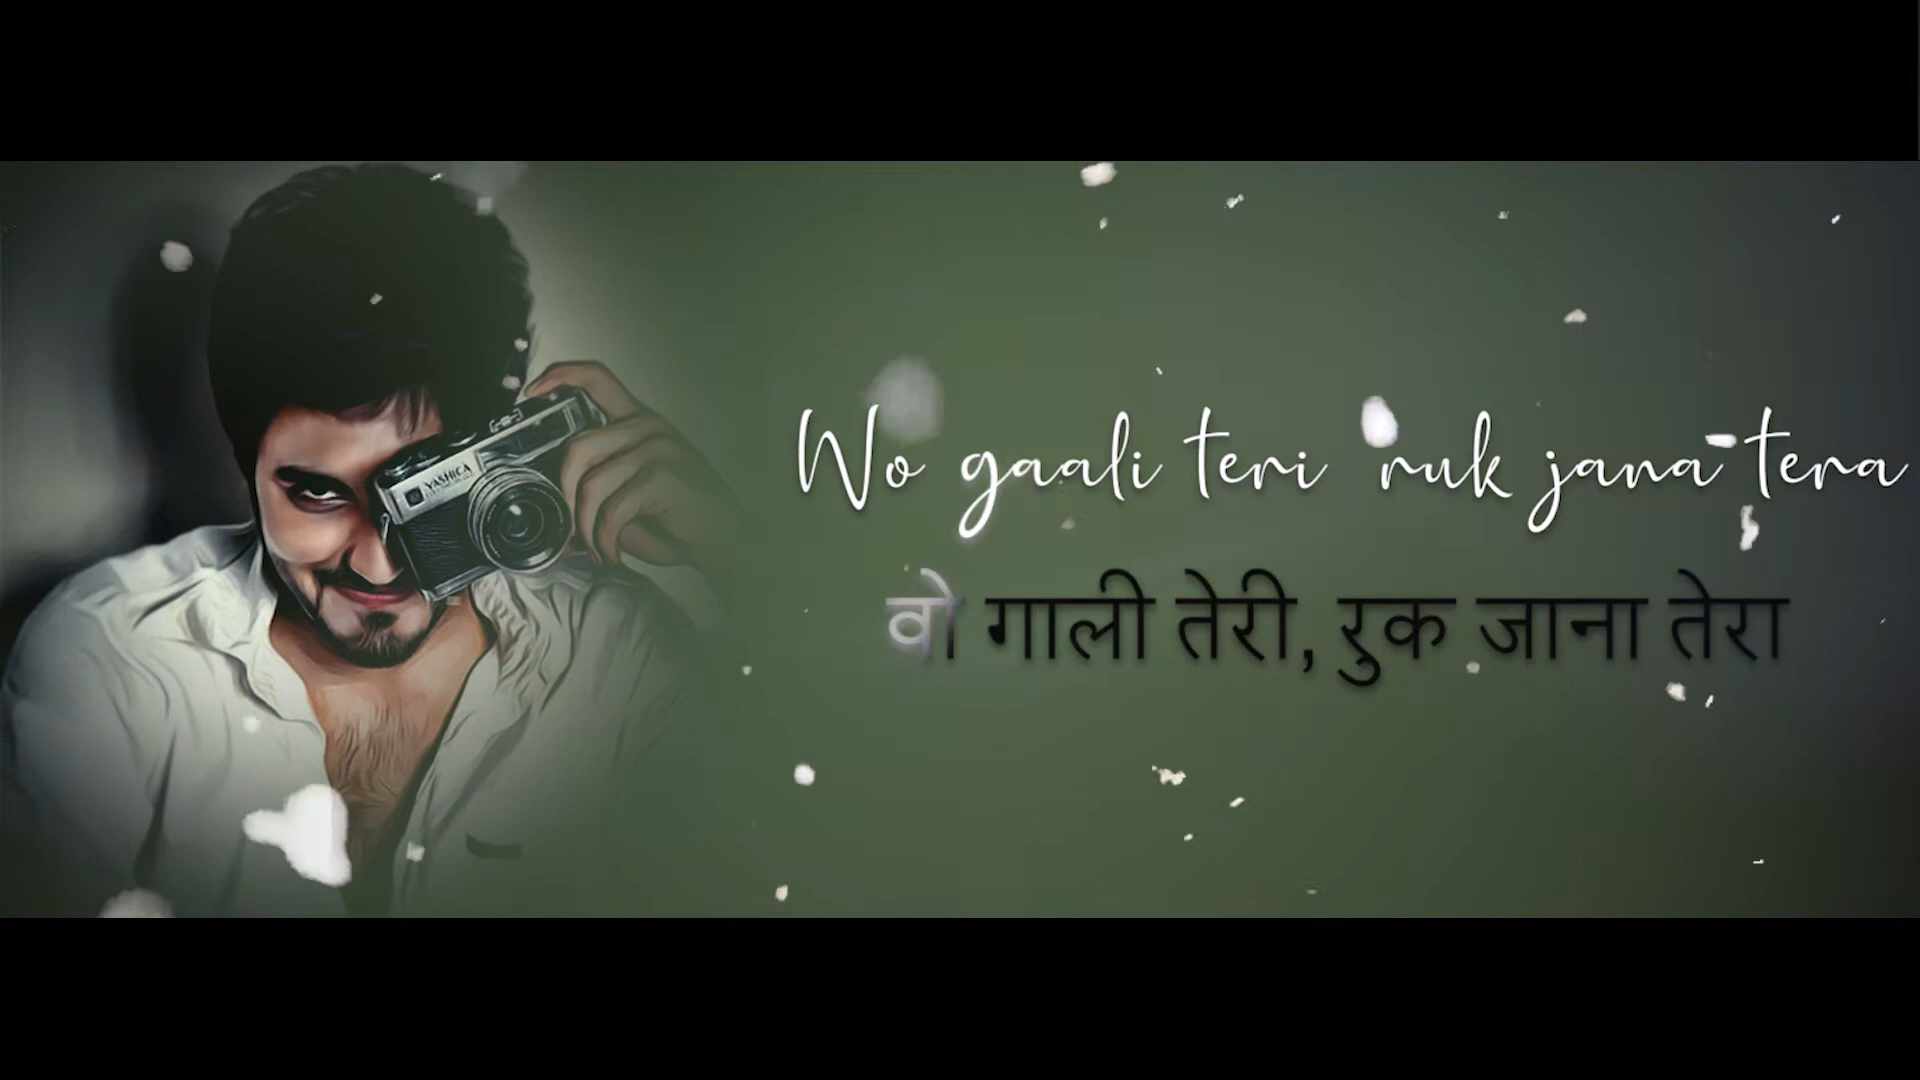 YASHICA
Wo gaali teri ruk jana tera
वो गाली तेरी, रुक जाना तेरा